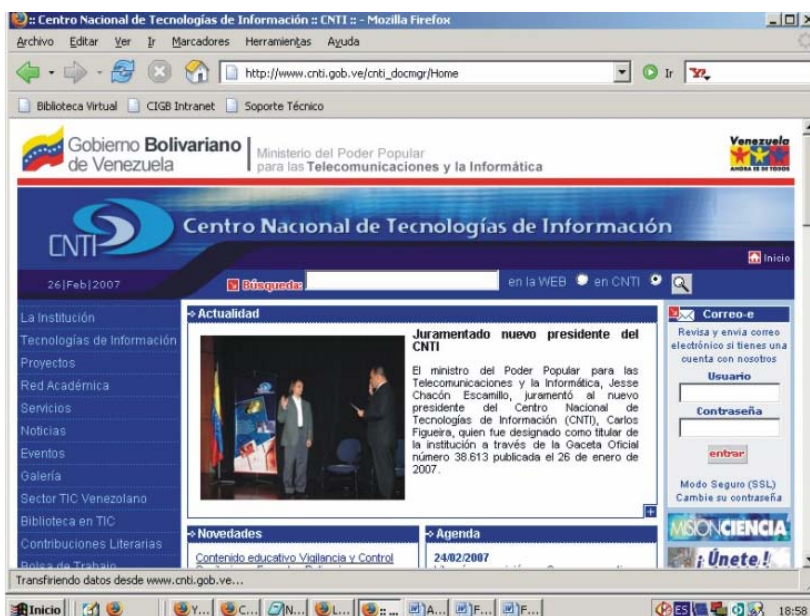 :: Centro Nacional de Tecnologías de Información :: CNTI :: - Mozilla Firefox
Archivo Editar Ver Ir Marcadores Herramientas Ayuda
http://www.cnti.gob.ve/cnti_docmgr/Home
Ir
Biblioteca Virtual CIGB Intranet Soporte Técnico
Gobierno Bolivariano
de Venezuela
Ministerio del Poder Popular
para las Telecomunicaciones y la Informática
Venezuela
AHORA ES DE TODOS
CNTI
Centro Nacional de Tecnologías de Información
Inicio
26|Feb|2007
Búsqueda:
en la WEB en CNTI
La Institución
Tecnologías de Información
Proyectos
Red Académica
Servicios
Noticias
Eventos
Galería
Sector TIC Venezolano
Biblioteca en TIC
Contribuciones Literarias
Bolsa de Trabajo
Actualidad
Juramentado nuevo presidente del
CNTI
El ministro del Poder Popular para las
Telecomunicaciones y la Informática, Jesse
Chacón Escamillo, juramentó al nuevo
presidente del Centro Nacional de
Tecnologías de Información (CNTI), Carlos
Figueira, quien fue designado como titular de
la institución a través de la Gaceta Oficial
número 38.613 publicada el 26 de enero de
2007.
Novedades
Contenido educativo Vigilancia y Control
Agenda
24/02/2007
Correo-e
Revisa y envia correo
electrónico si tienes una
cuenta con nosotros
Usuario
Contraseña
entrar
Modo Seguro (SSL)
Cambie su contraseña
MISIÓN CIENCIA
¡Únete!
Transfiriendo datos desde www.cnti.gob.ve...
Inicio
Y... C... N... L... ::... A... F... F...
ES
18:58